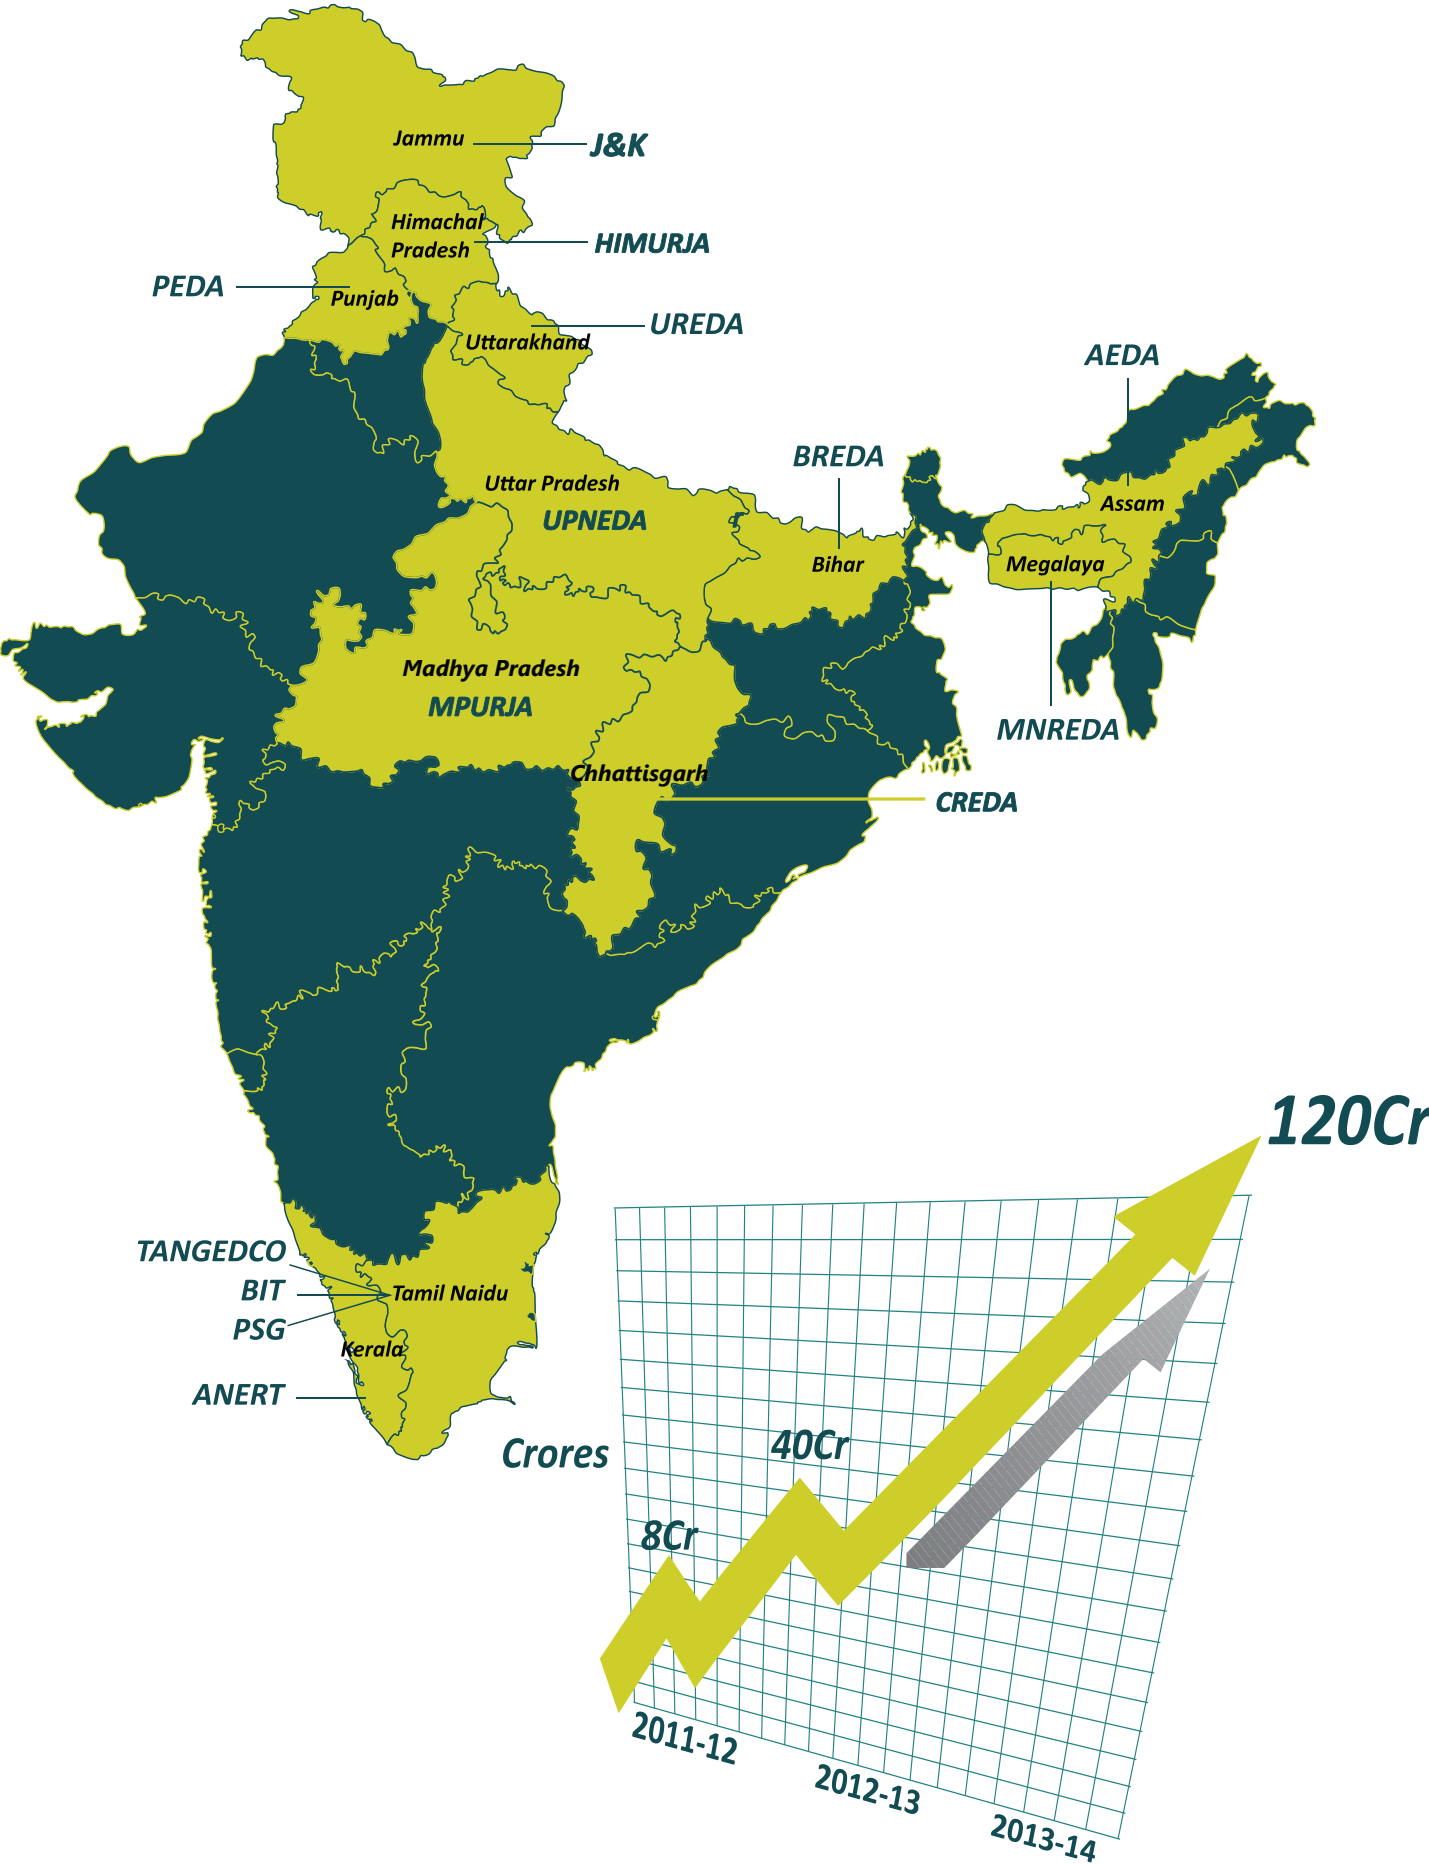 Jammu
J&K
Himachal
Pradesh
HIMURJA
PEDA
Punjab
UREDA
Uttarakhand
AEDA
BREDA
Uttar Pradesh
UPNEDA
Assam
Bihar
Megalaya
Madhya Pradesh
MPURJA
MNREDA
Chhattisgarh
CREDA
120Cr
TANGEDCO
BIT
Tamil Naidu
PSG
Kerala
ANERT
Crores
40Cr
8Cr
2011-12
2012-13
2013-14